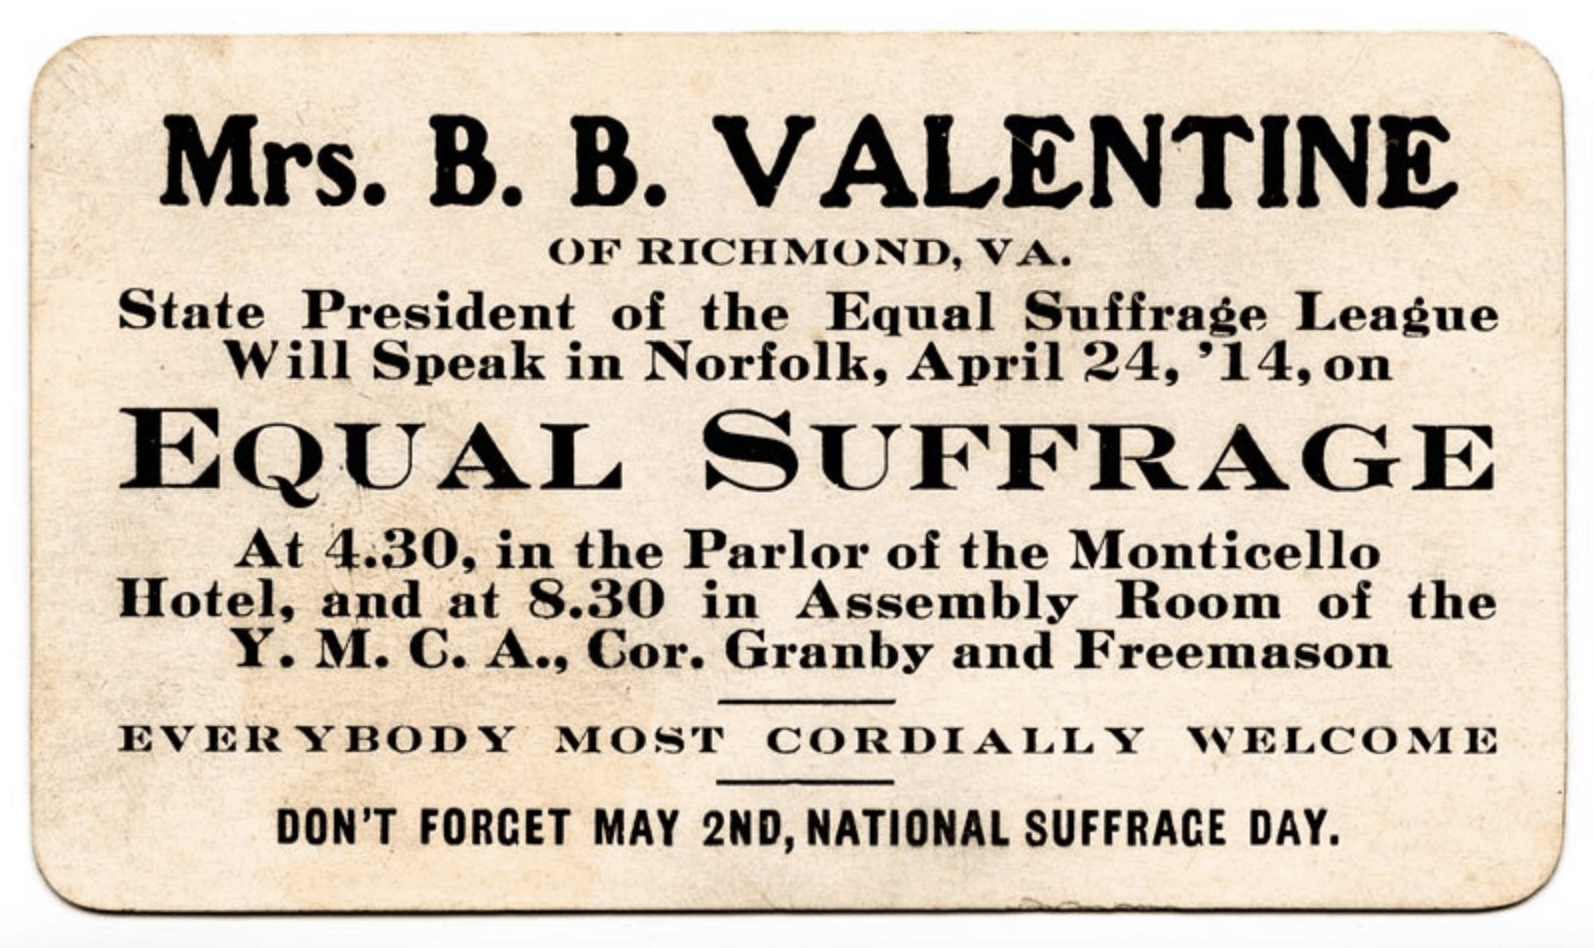 Mrs. B. B. VALENTINE
OF RICHMOND, VA.
State President of the Equal Suffrage League
Will Speak in Norfolk, April 24, ’14, on
EQUAL SUFFRAGE
At 4.30, in the Parlor of the Monticello
Hotel, and at 8.30 in Assembly Room of the
Y. M. C. A., Cor. Granby and Freemason
EVERYBODY MOST CORDIALLY WELCOME
DON'T FORGET MAY 2ND, NATIONAL SUFFRAGE DAY.